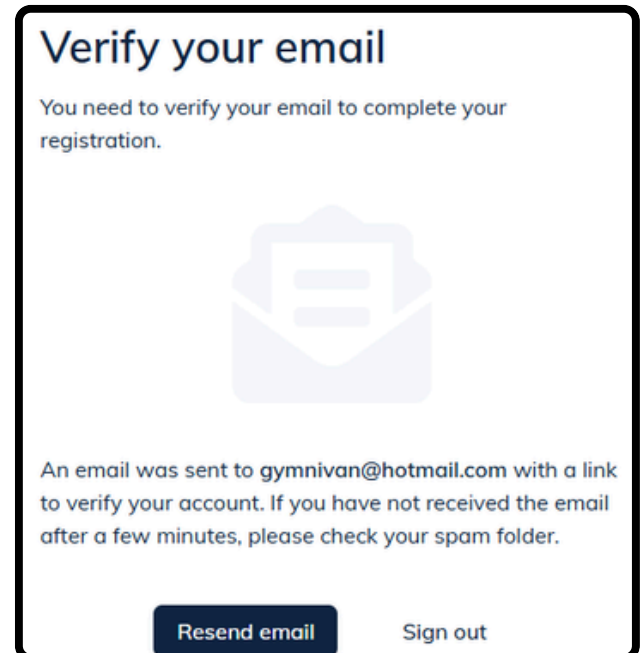 Verify your email
You need to verify your email to complete your
registration.
An email was sent to gymnivan@hotmail.com with a link
to verify your account. If you have not received the email
after a few minutes, please check your spam folder.
Resend email Sign out